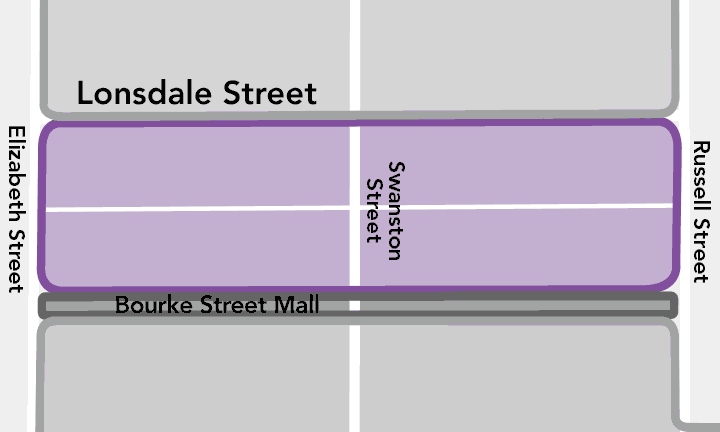 Lonsdale Street
Elizabeth Street
Swanston
Street
Russell Street
Bourke Street Mall